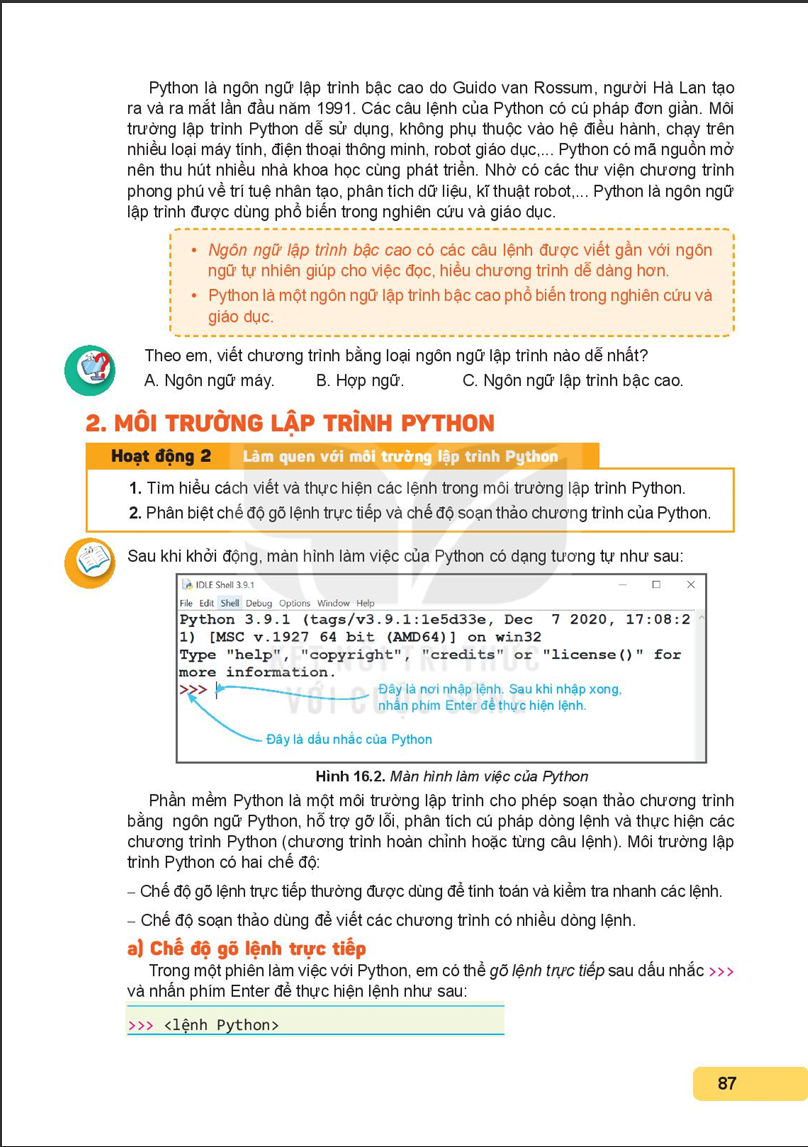 Python là ngôn ngữ lập trình bậc cao do Guido van Rossum, người Hà Lan tạo
ra và ra mắt lần đầu năm 1991. Các câu lệnh của Python có cú pháp đơn giản. Môi
trường lập trình Python dễ sử dụng, không phụ thuộc vào hệ điều hành, chạy trên
nhiều loại máy tính, điện thoại thông minh, robot giáo dục,... Python có mã nguồn mở
nên thu hút nhiều nhà khoa học cùng phát triển. Nhờ có các thư viện chương trình
phong phú về trí tuệ nhân tạo, phân tích dữ liệu, kĩ thuật robot,... Python là ngôn ngữ
lập trình được dùng phổ biến trong nghiên cứu và giáo dục.
• Ngôn ngữ lập trình bậc cao có các câu lệnh được viết gần với ngôn
ngữ tự nhiên giúp cho việc đọc, hiểu chương trình dễ dàng hơn.
• Python là một ngôn ngữ lập trình bậc cao phổ biến trong nghiên cứu và
giáo dục.
Theo em, viết chương trình bằng loại ngôn ngữ lập trình nào dễ nhất?
A. Ngôn ngữ máy. B. Hợp ngữ. C. Ngôn ngữ lập trình bậc cao.
2. MÔI TRƯỜNG LẬP TRÌNH PYTHON
Hoạt động 2 Làm quen với môi trường lập trình Python
1. Tìm hiểu cách viết và thực hiện các lệnh trong môi trường lập trình Python.
2. Phân biệt chế độ gõ lệnh trực tiếp và chế độ soạn thảo chương trình của Python.
Sau khi khởi động, màn hình làm việc của Python có dạng tương tự như sau:
IDLE Shell 3.9.1
File Edit Shell Debug Options Window Help
Python 3.9.1 (tags/v3.9.1:1e5d33e, Dec  7 2020, 17:08:2
1) [MSC v.1927 64 bit (AMD64)] on win32
Type "help", "copyright", "credits" or "license()" for
more information.
>>>
Đây là nơi nhập lệnh. Sau khi nhập xong,
nhấn phím Enter để thực hiện lệnh.
Đây là dấu nhắc của Python
KẾT NỐI TRI THỨC
VỚI CUỘC SỐNG
Hình 16.2. Màn hình làm việc của Python
Phần mềm Python là một môi trường lập trình cho phép soạn thảo chương trình
bằng ngôn ngữ Python, hỗ trợ gỡ lỗi, phân tích cú pháp dòng lệnh và thực hiện các
chương trình Python (chương trình hoàn chỉnh hoặc từng câu lệnh). Môi trường lập
trình Python có hai chế độ:
– Chế độ gõ lệnh trực tiếp thường được dùng để tính toán và kiểm tra nhanh các lệnh.
– Chế độ soạn thảo dùng để viết các chương trình có nhiều dòng lệnh.
a) Chế độ gõ lệnh trực tiếp
Trong một phiên làm việc với Python, em có thể gõ lệnh trực tiếp sau dấu nhắc >>>
và nhấn phím Enter để thực hiện lệnh như sau:
>>> <lệnh Python>
87